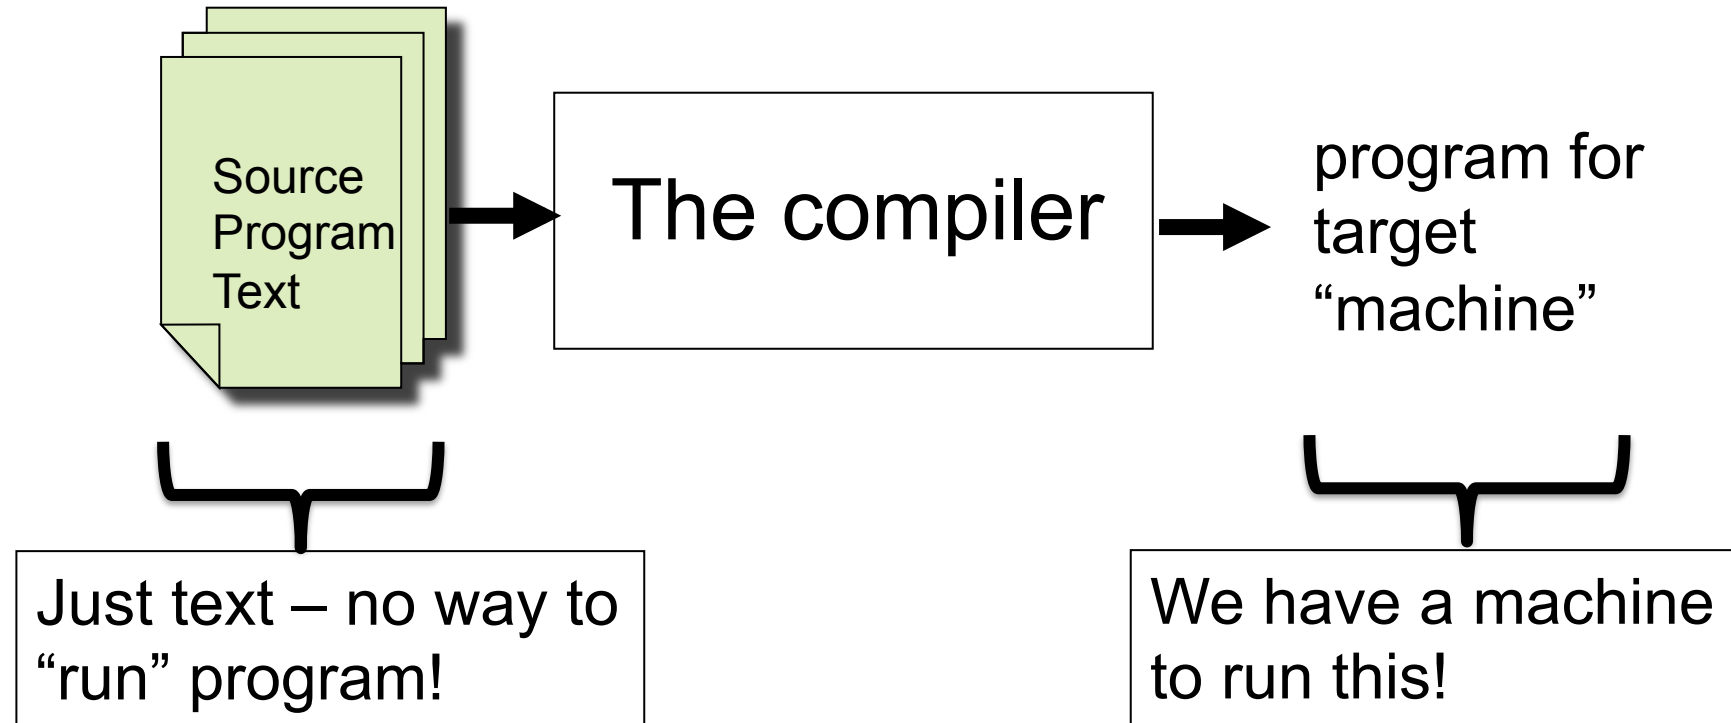 Source
Program
Text
The compiler
program for
target
“machine”
Just text – no way to
“run” program!
We have a machine
to run this!